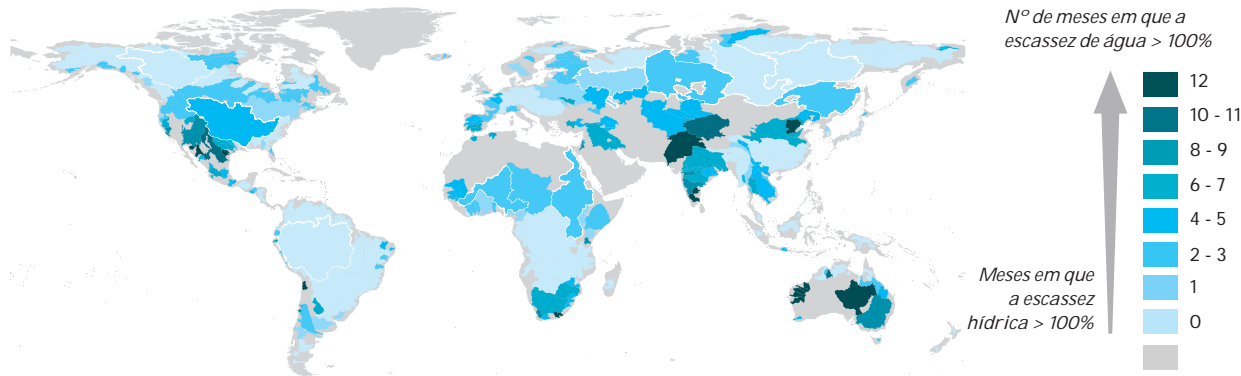 Nº de meses em que a
escassez de água > 100%
12
10 - 11
8 - 9
6 - 7
4 - 5
2 - 3
1
0
Meses em que
a escassez
hídrica > 100%